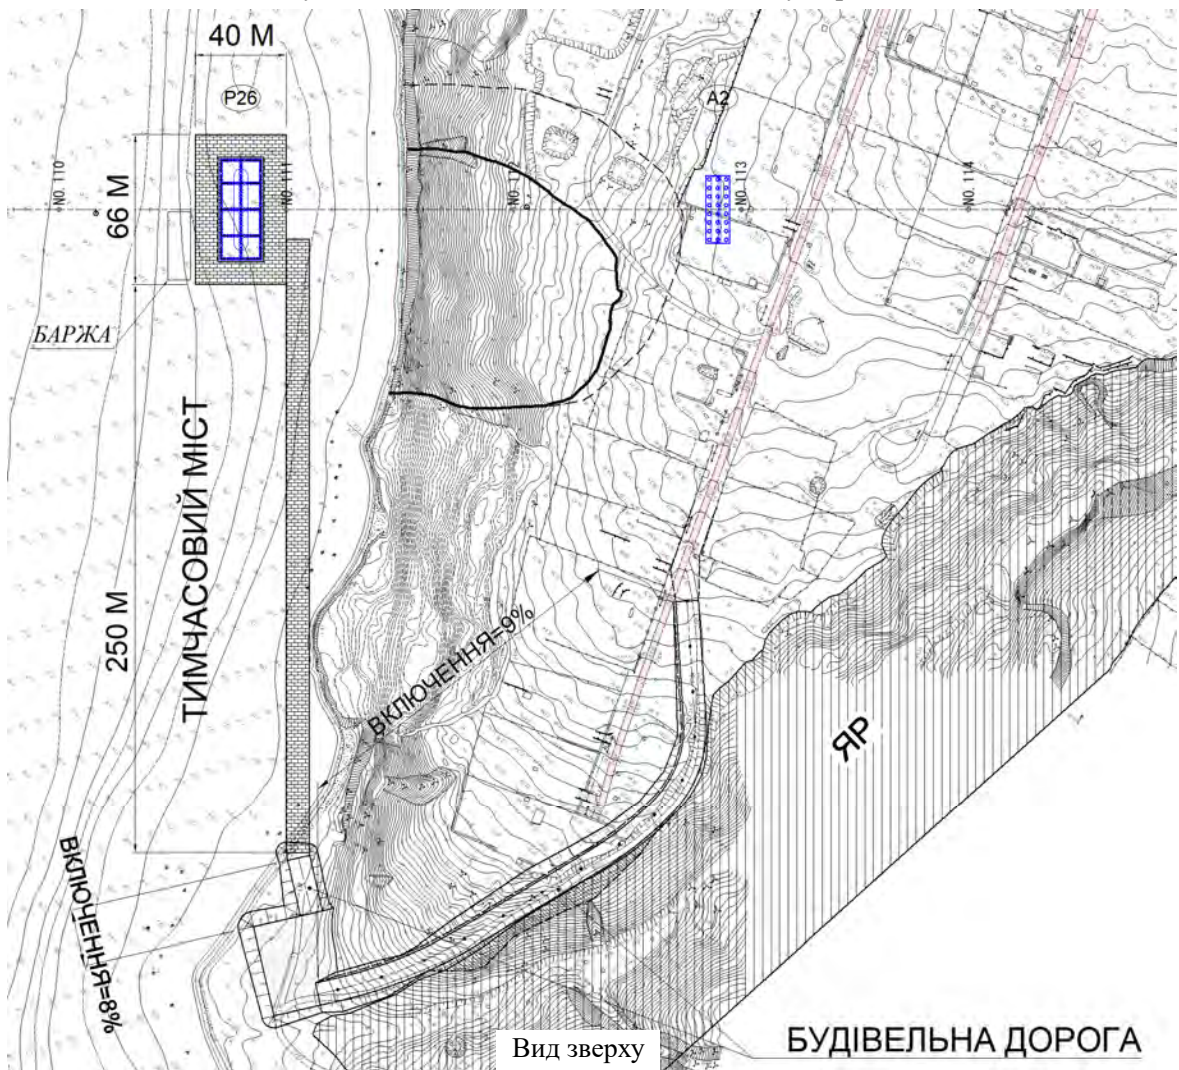 40 М
P26
A2
NO. 110
NO. 111
NO. 113
NO. 114
66 М
БАРЖА
ТИМЧАСОВИЙ МІСТ
250 М
ВКЛЮЧЕННЯ=9%
ЯР
ВКЛЮЧЕННЯ=8%
БУДІВЕЛЬНА ДОРОГА
Вид зверху